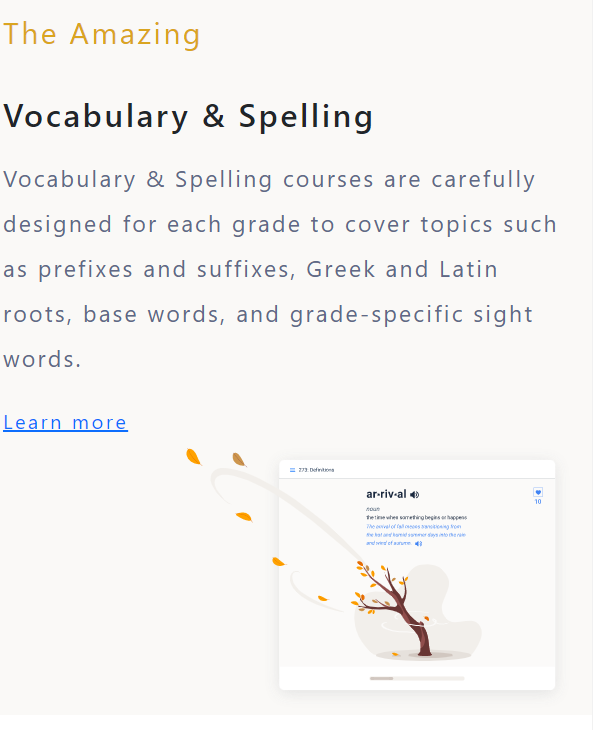 The Amazing
Vocabulary & Spelling
Vocabulary & Spelling courses are carefully
designed for each grade to cover topics such
as prefixes and suffixes, Greek and Latin
roots, base words, and grade-specific sight
words.
Learn more
273. Definitions
ar•riv•al
10
noun
the time when something begins or happens
The arrival of fall means transitioning from
the hot and humid summer days into the rain
and wind of autumn.